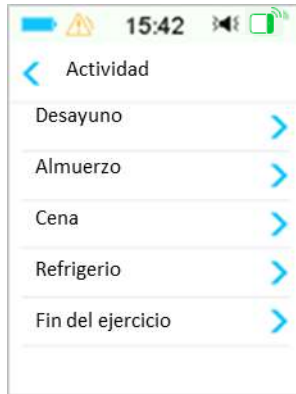 15:42
Actividad
Desayuno
Almuerzo
Cena
Refrigerio
Fin del ejercicio